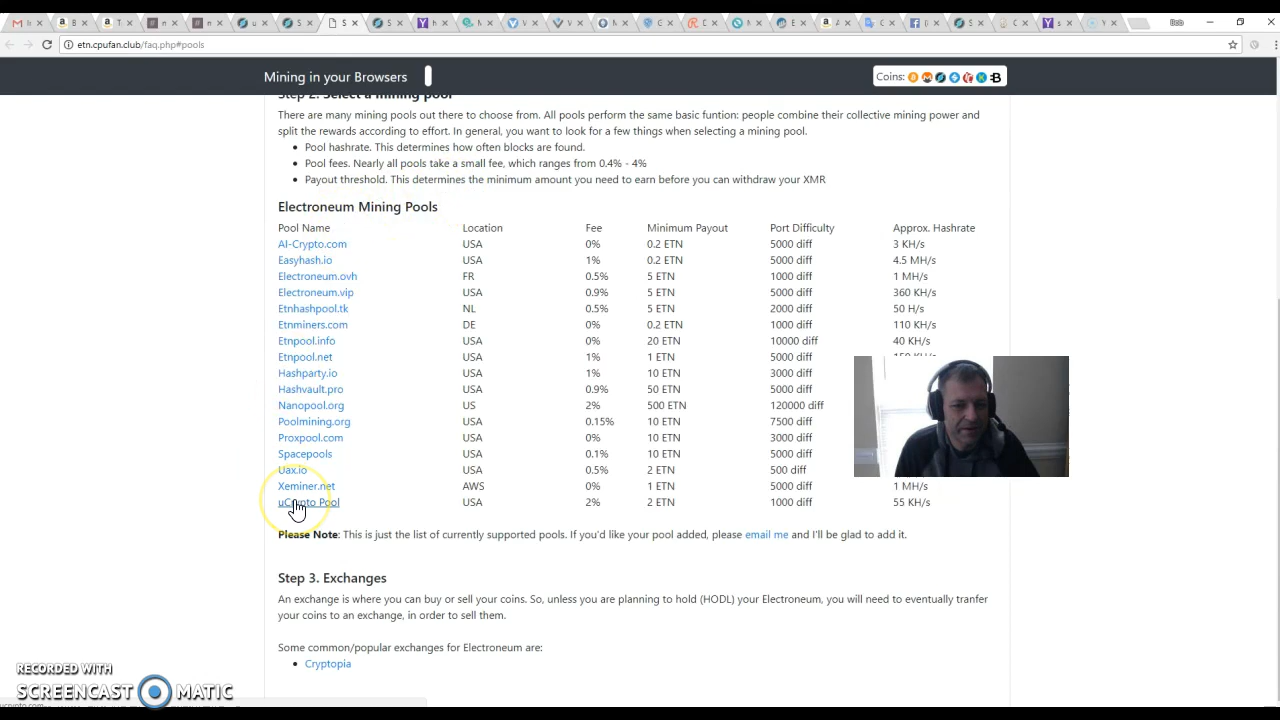 etn.cpufan.club/faq.php#pools
Bob
Mining in your Browsers
Coins:
Step 2. Select a mining pool
There are many mining pools out there to choose from. All pools perform the same basic funtion: people combine their collective mining power and
split the rewards according to effort. In general, you want to look for a few things when selecting a mining pool.
Pool hashrate. This determines how often blocks are found.
Pool fees. Nearly all pools take a small fee, which ranges from 0.4% - 4%
Payout threshold. This determines the minimum amount you need to earn before you can withdraw your XMR
Electroneum Mining Pools
Pool Name Location Fee Minimum Payout Port Difficulty Approx. Hashrate
AI-Crypto.com USA 0% 0.2 ETN 5000 diff 3 KH/s
Easyhash.io USA 1% 0.2 ETN 5000 diff 4.5 MH/s
Electroneum.ovh FR 0.5% 5 ETN 1000 diff 1 MH/s
Electroneum.vip USA 0.9% 5 ETN 5000 diff 360 KH/s
Etnhashpool.tk NL 0.5% 5 ETN 2000 diff 50 H/s
Etnminers.com DE 0% 0.2 ETN 1000 diff 110 KH/s
Etnpool.info USA 0% 20 ETN 10000 diff 40 KH/s
Etnpool.net USA 1% 1 ETN 5000 diff 150 KH/s
Hashparty.io USA 1% 10 ETN 3000 diff
Hashvault.pro USA 0.9% 50 ETN 5000 diff
Nanopool.org US 2% 500 ETN 120000 diff
Poolmining.org USA 0.15% 10 ETN 7500 diff
Proxpool.com USA 0% 10 ETN 3000 diff
Spacepools USA 0.1% 10 ETN 5000 diff
Uax.io USA 0.5% 2 ETN 500 diff
Xeminer.net AWS 0% 1 ETN 5000 diff 1 MH/s
uCrypto Pool USA 2% 2 ETN 1000 diff 55 KH/s
Please Note: This is just the list of currently supported pools. If you'd like your pool added, please email me and I'll be glad to add it.
Step 3. Exchanges
An exchange is where you can buy or sell your coins. So, unless you are planning to hold (HODL) your Electroneum, you will need to eventually tranfer
your coins to an exchange, in order to sell them.
Some common/popular exchanges for Electroneum are:
Cryptopia
RECORDED WITH
SCREENCAST MATIC